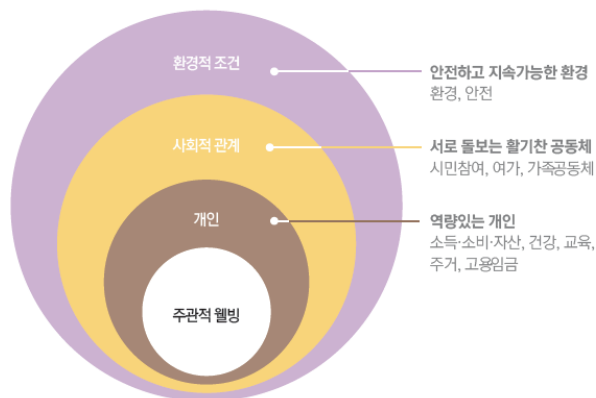 환경적 조건
안전하고 지속가능한 환경
환경, 안전
사회적 관계
서로 돌보는 활기찬 공동체
시민참여, 여가, 가족공동체
개인
역량있는 개인
소득·소비·자산, 건강, 교육,
주거, 고용임금
주관적 웰빙